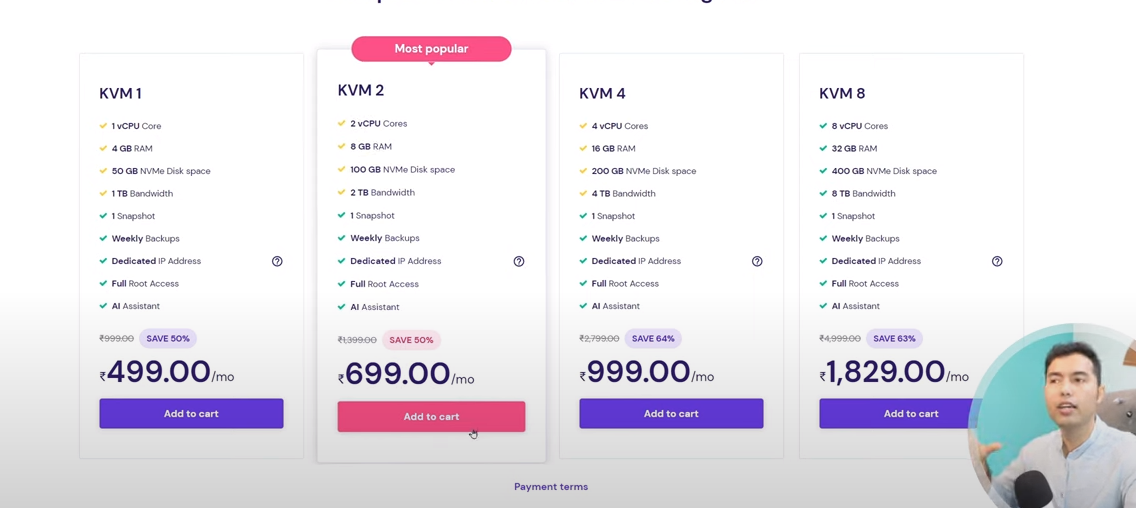 Most popular
KVM 1
1 vCPU Core
4 GB RAM
50 GB NVMe Disk space
1 TB Bandwidth
1 Snapshot
Weekly Backups
Dedicated IP Address
Full Root Access
AI Assistant
₹999.00 SAVE 50%
₹499.00/mo
Add to cart
KVM 2
2 vCPU Cores
8 GB RAM
100 GB NVMe Disk space
2 TB Bandwidth
1 Snapshot
Weekly Backups
Dedicated IP Address
Full Root Access
AI Assistant
₹1,399.00 SAVE 50%
₹699.00/mo
Add to cart
KVM 4
4 vCPU Cores
16 GB RAM
200 GB NVMe Disk space
4 TB Bandwidth
1 Snapshot
Weekly Backups
Dedicated IP Address
Full Root Access
AI Assistant
₹2,799.00 SAVE 64%
₹999.00/mo
Add to cart
KVM 8
8 vCPU Cores
32 GB RAM
400 GB NVMe Disk space
8 TB Bandwidth
1 Snapshot
Weekly Backups
Dedicated IP Address
Full Root Access
AI Assistant
₹4,999.00 SAVE 63%
₹1,829.00/mo
Add to cart
Payment terms